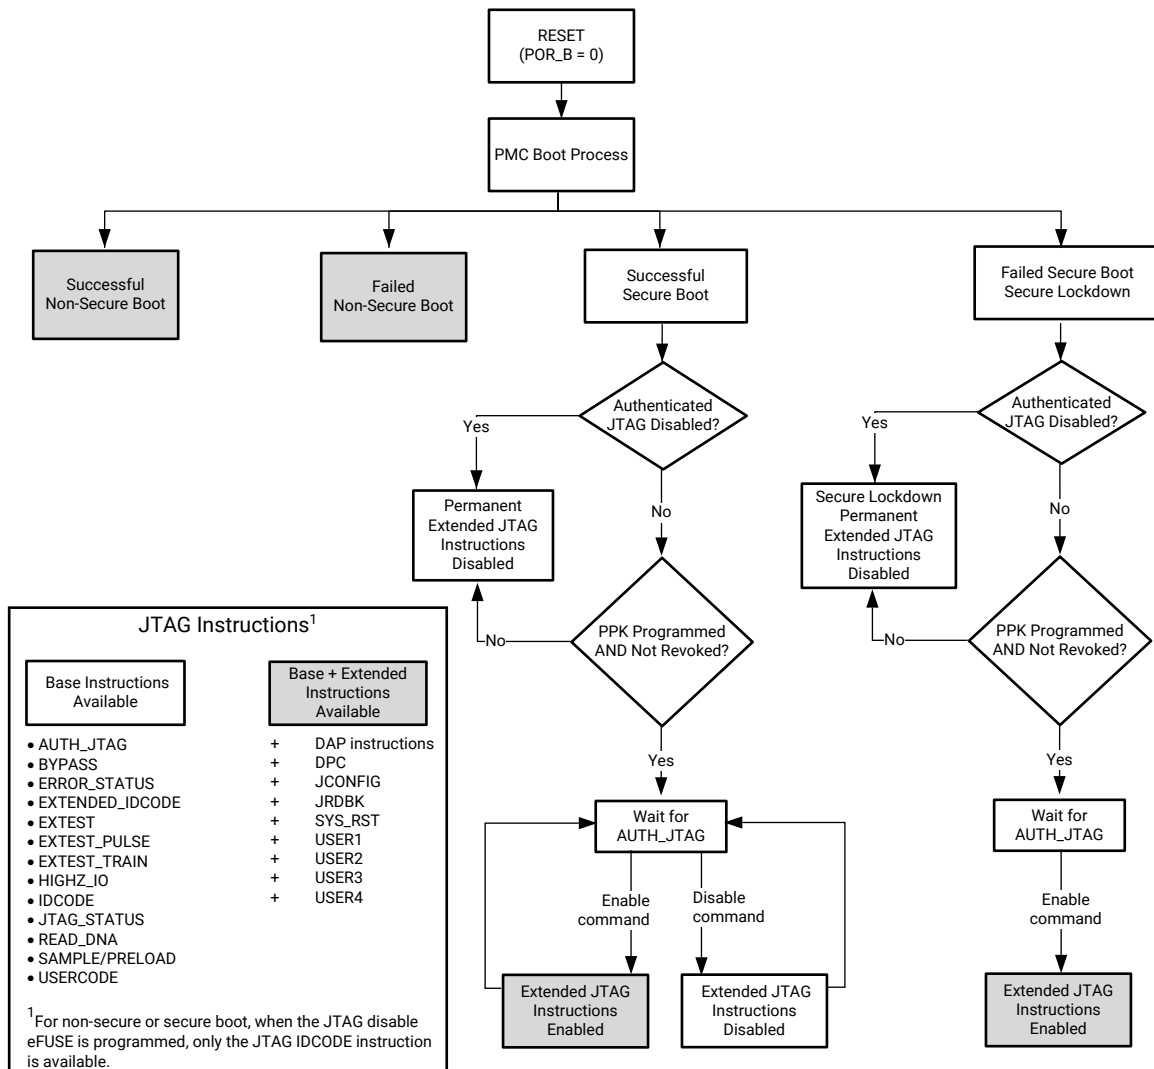 RESET
(POR_B = 0)
PMC Boot Process
Successful
Non-Secure Boot
Failed
Non-Secure Boot
Successful
Secure Boot
Failed Secure Boot
Secure Lockdown
Authenticated
JTAG Disabled?
Yes
No
Permanent
Extended JTAG
Instructions
Disabled
PPK Programmed
AND Not Revoked?
No
Yes
Wait for
AUTH_JTAG
Enable
command
Disable
command
Extended JTAG
Instructions
Enabled
Extended JTAG
Instructions
Disabled
Authenticated
JTAG Disabled?
Yes
No
Secure Lockdown
Permanent
Extended JTAG
Instructions
Disabled
PPK Programmed
AND Not Revoked?
No
Yes
Wait for
AUTH_JTAG
Enable
command
Extended JTAG
Instructions
Enabled
JTAG Instructions1
Base Instructions
Available
• AUTH_JTAG
• BYPASS
• ERROR_STATUS
• EXTENDED_IDCODE
• EXTEST
• EXTEST_PULSE
• EXTEST_TRAIN
• HIGHZ_IO
• IDCODE
• JTAG_STATUS
• READ_DNA
• SAMPLE/PRELOAD
• USERCODE
Base + Extended
Instructions
Available
+ DAP instructions
+ DPC
+ JCONFIG
+ JRDBK
+ SYS_RST
+ USER1
+ USER2
+ USER3
+ USER4
1For non-secure or secure boot, when the JTAG disable
eFUSE is programmed, only the JTAG IDCODE instruction
is available.